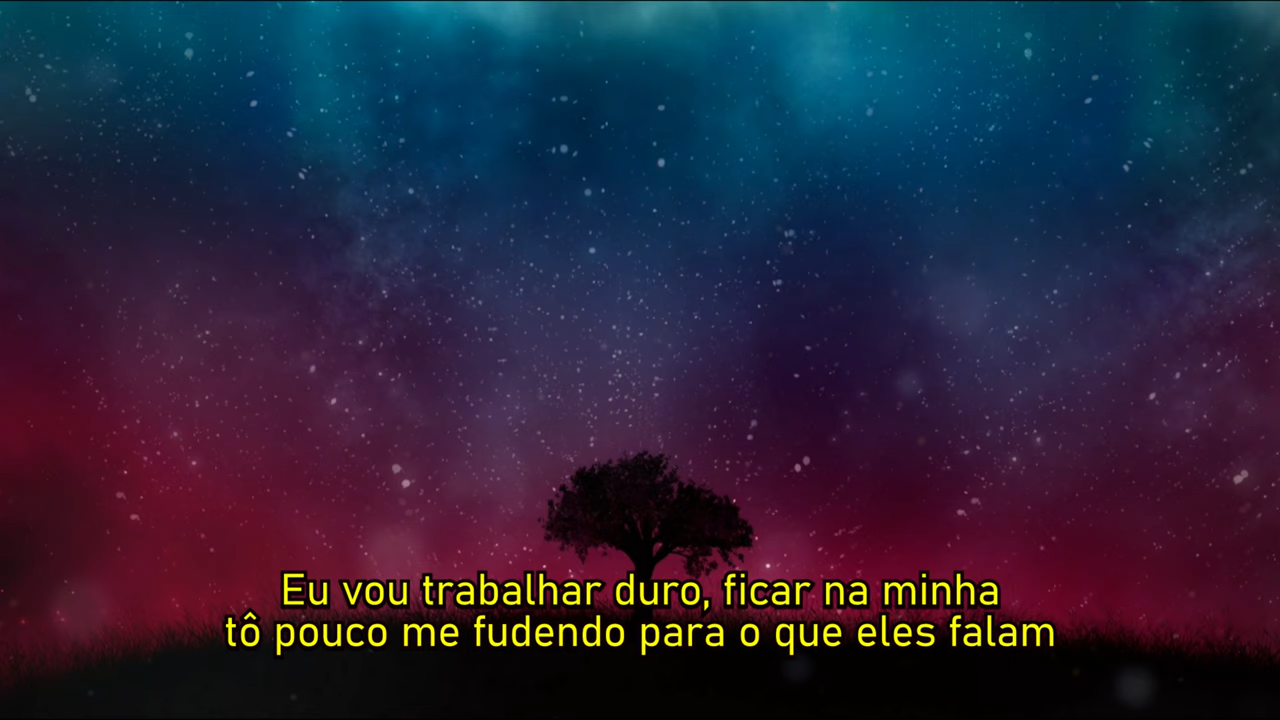 Eu vou trabalhar duro, ficar na minha
tô pouco me fudendo para o que eles falam